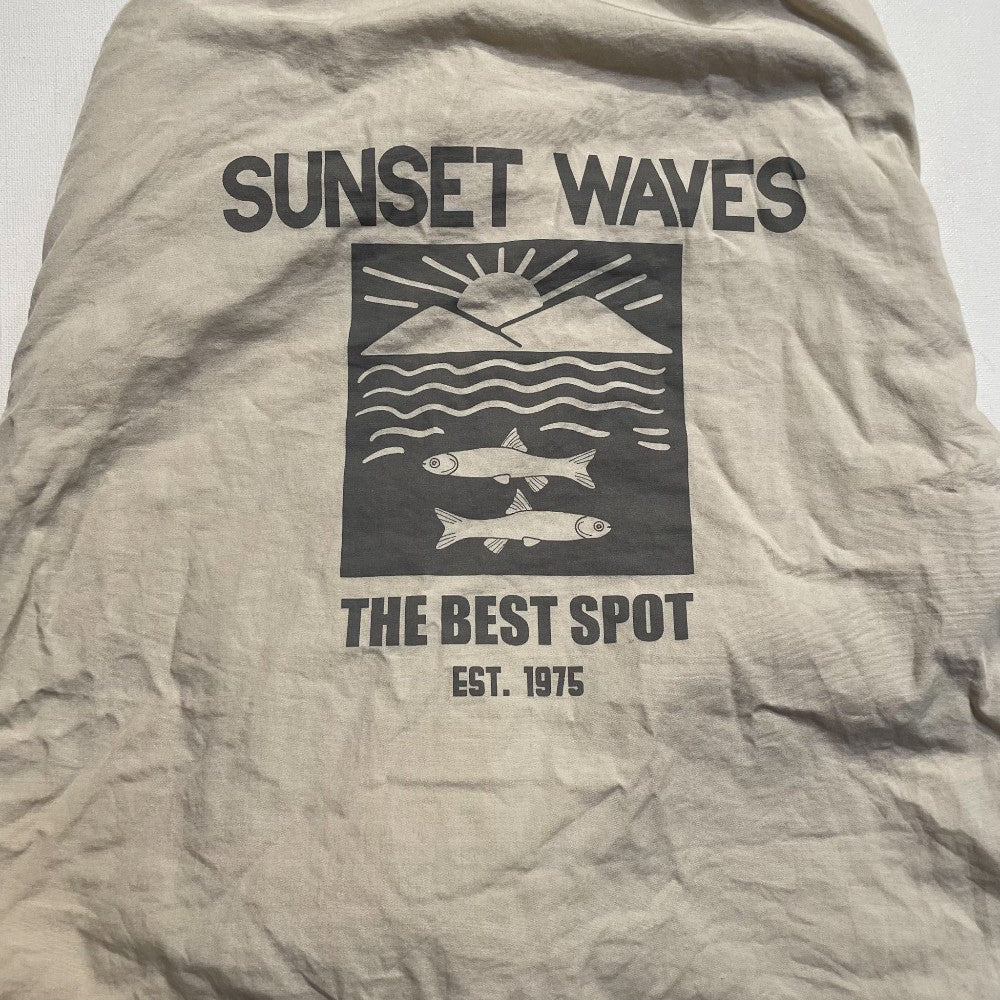 SUNSET WAVES
THE BEST SPOT
EST. 1975